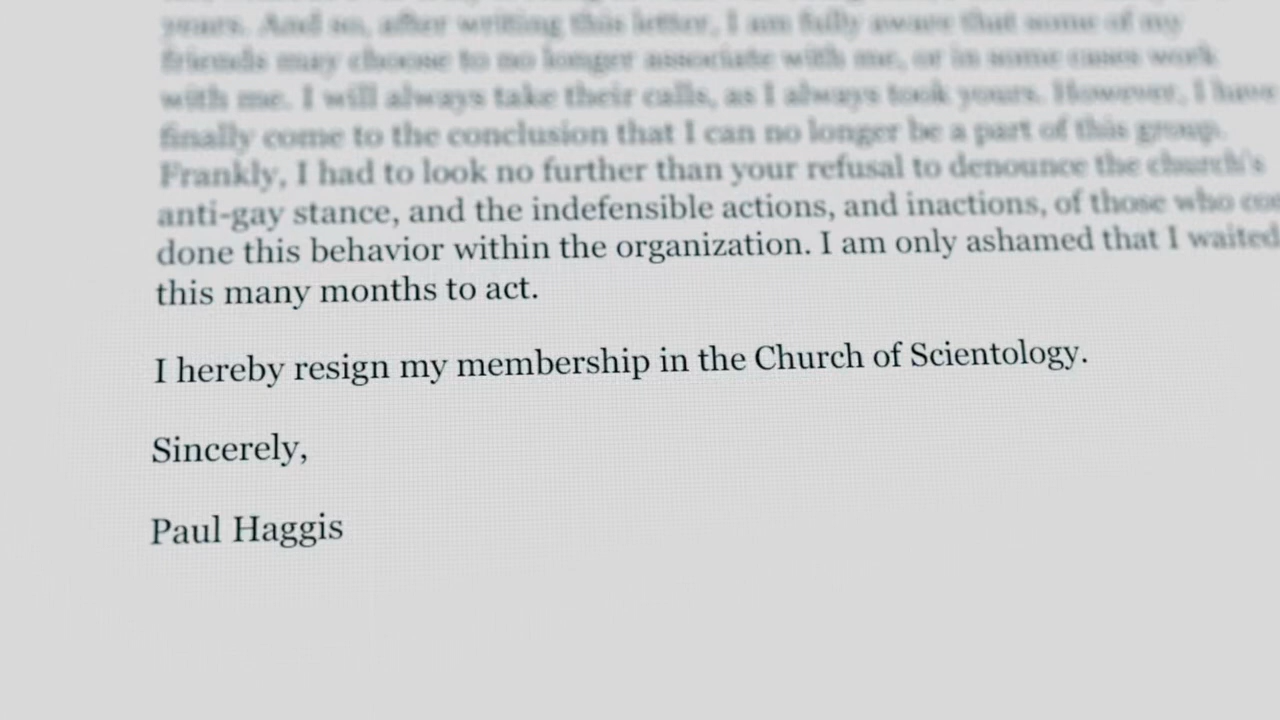 yours. And so, after writing this letter, I am fully aware that some of my
friends may choose to no longer associate with me, or in some cases work
with me. I will always take their calls, as I always took yours. However, I have
finally come to the conclusion that I can no longer be a part of this group.
Frankly, I had to look no further than your refusal to denounce the church's
anti-gay stance, and the indefensible actions, and inactions, of those who con
done this behavior within the organization. I am only ashamed that I waited
this many months to act.
I hereby resign my membership in the Church of Scientology.
Sincerely,
Paul Haggis